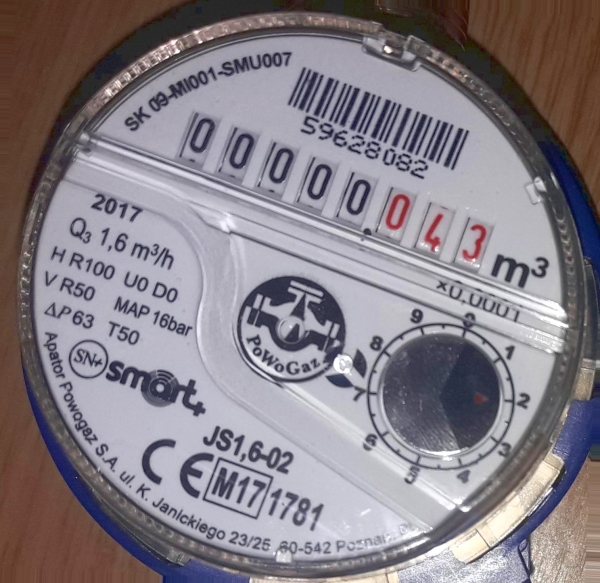 SK 09-MI001-SMU007
59628082
00000043 m³
×0,0001
2017
Q₃ 1,6 m³/h
H R100 U0 D0
V R50 MAP 16bar
ΔP63 T50
SN+ smart+
PoWoGaz
9 0 1 2 3 4 5 6 7 8
JS1,6-02
CE M17 1781
Apator Powogaz S.A. ul. K. Janickiego 23/25 60-542 Poznań